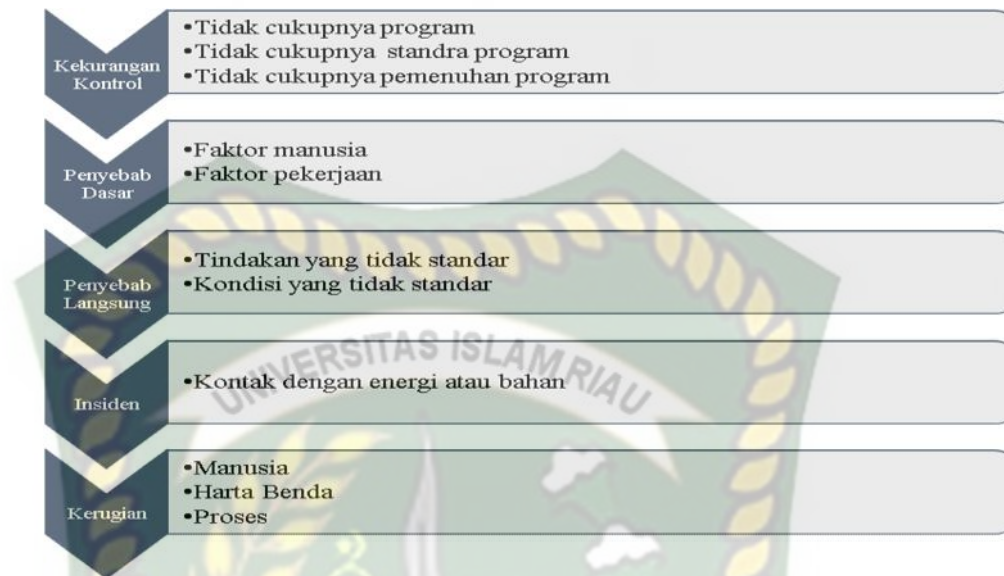 Kekurangan
Kontrol
•Tidak cukupnya program
•Tidak cukupnya standra program
•Tidak cukupnya pemenuhan program
Penyebab
Dasar
•Faktor manusia
•Faktor pekerjaan
Penyebab
Langsung
•Tindakan yang tidak standar
•Kondisi yang tidak standar
UNIVERSITAS ISLAM RIAU
Insiden
•Kontak dengan energi atau bahan
Kerugian
•Manusia
•Harta Benda
•Proses